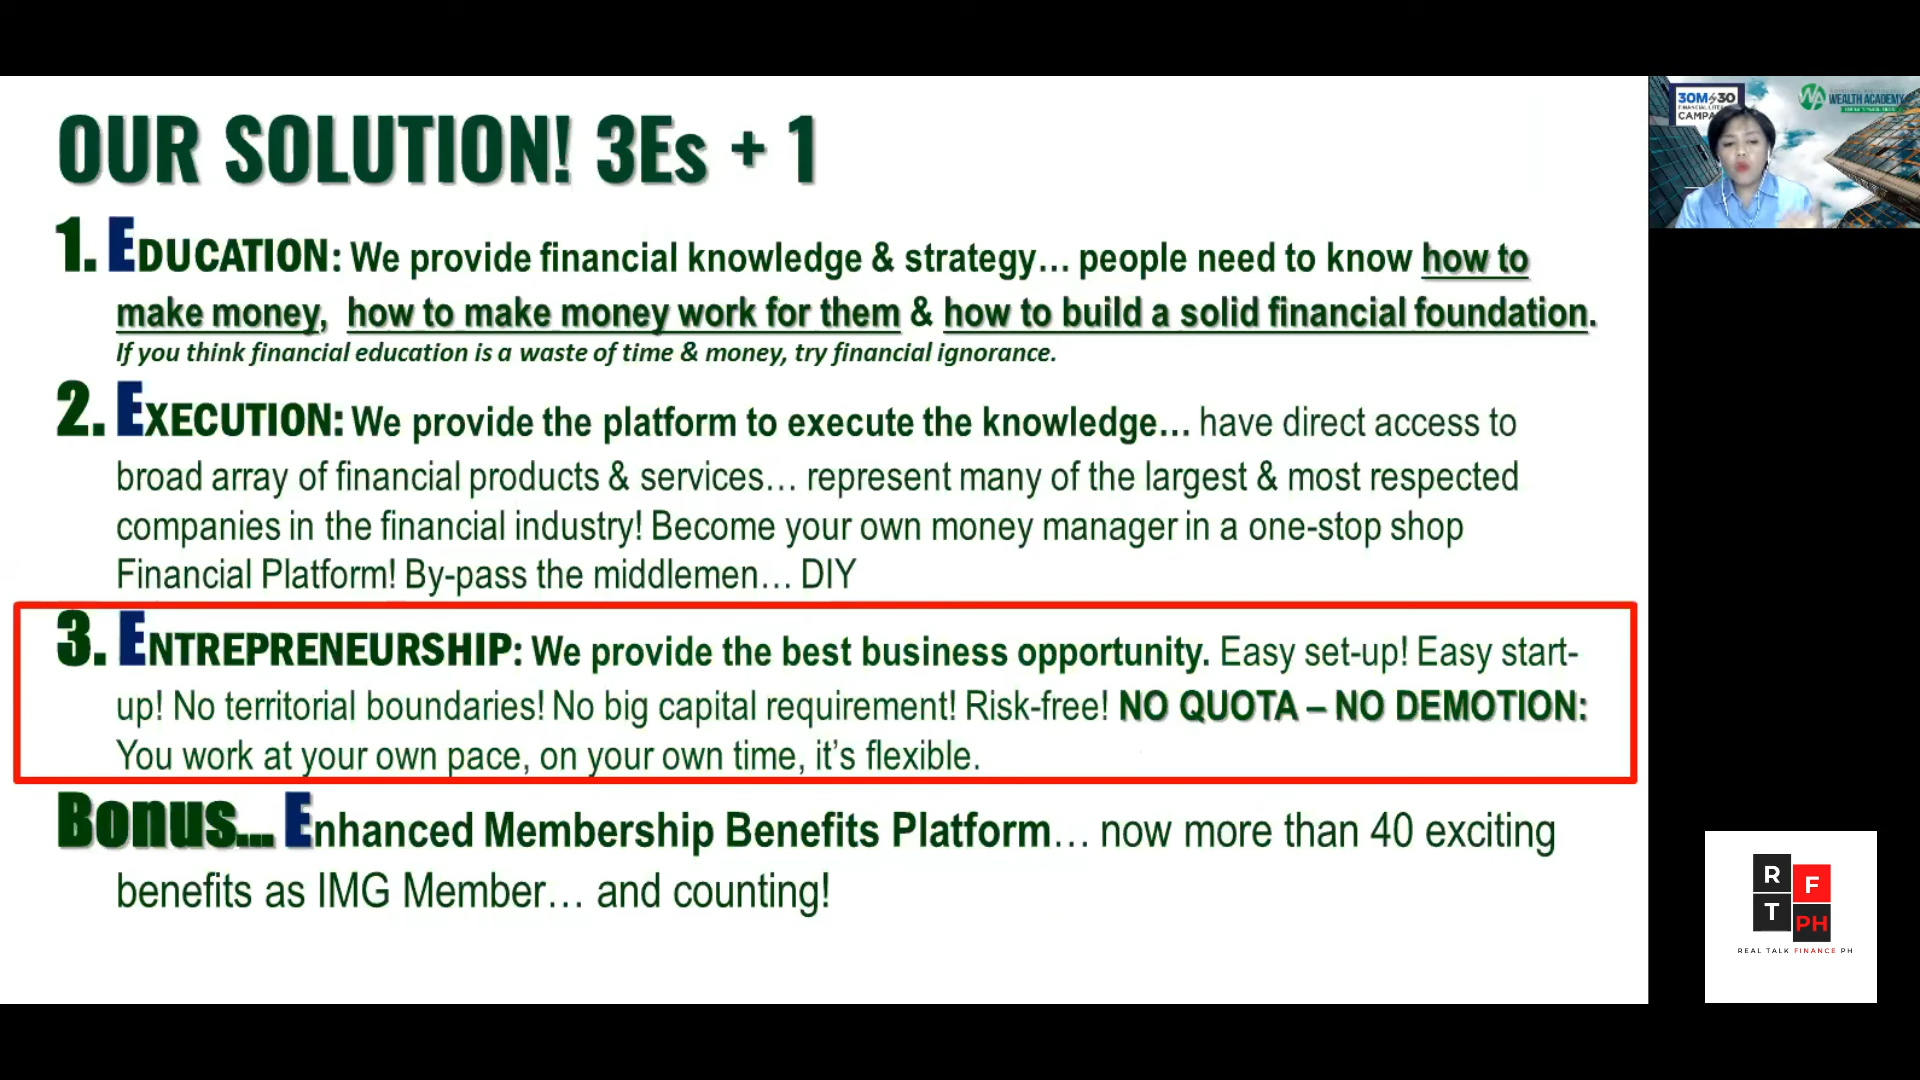 OUR SOLUTION! 3Es + 1
1. EDUCATION: We provide financial knowledge & strategy... people need to know how to
make money, how to make money work for them & how to build a solid financial foundation.
If you think financial education is a waste of time & money, try financial ignorance.
2. EXECUTION: We provide the platform to execute the knowledge... have direct access to
broad array of financial products & services... represent many of the largest & most respected
companies in the financial industry! Become your own money manager in a one-stop shop
Financial Platform! By-pass the middlemen... DIY
3. ENTREPRENEURSHIP: We provide the best business opportunity. Easy set-up! Easy start-
up! No territorial boundaries! No big capital requirement! Risk-free! NO QUOTA – NO DEMOTION:
You work at your own pace, on your own time, it's flexible.
Bonus... Enhanced Membership Benefits Platform... now more than 40 exciting
benefits as IMG Member... and counting!
30M by 30
WA
WEALTH ACADEMY
R F
T PH
REAL TALK FINANCE PH